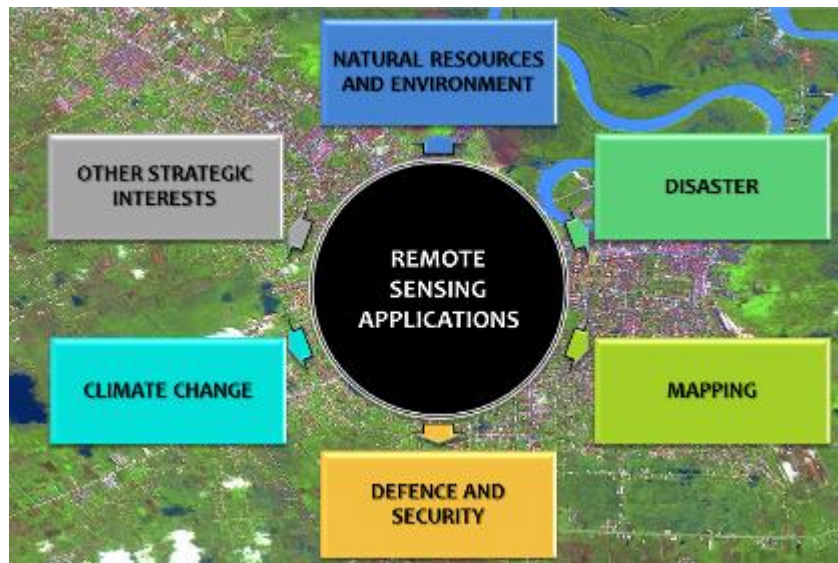 NATURAL RESOURCES
AND ENVIRONMENT
OTHER STRATEGIC
INTERESTS
DISASTER
REMOTE
SENSING
APPLICATIONS
CLIMATE CHANGE
MAPPING
DEFENCE AND
SECURITY